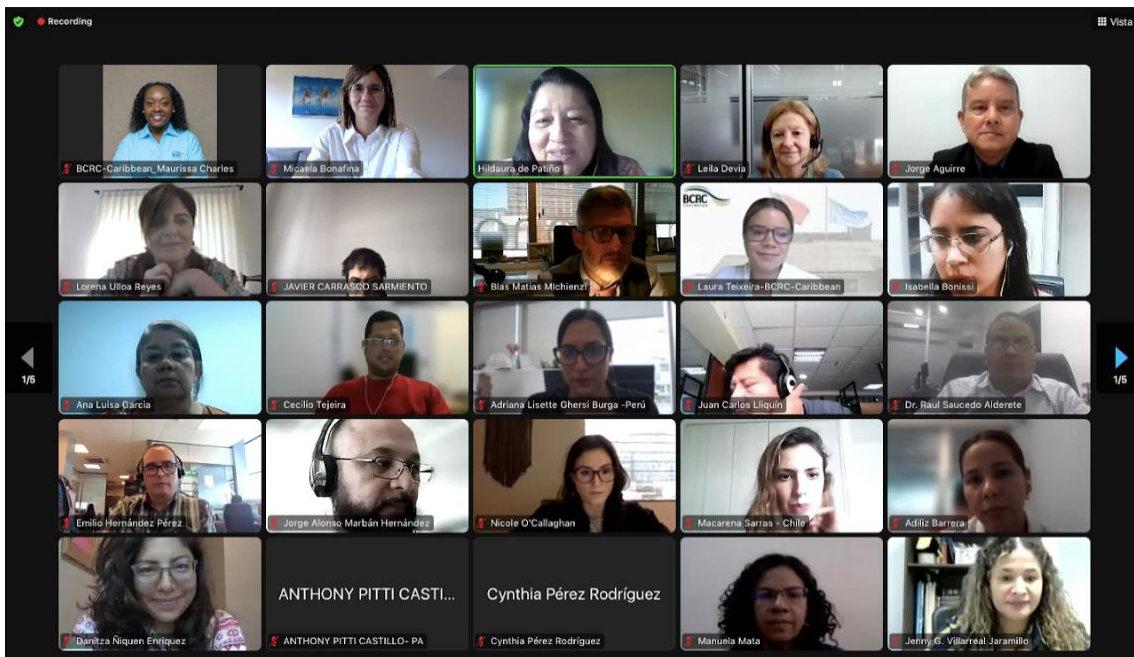 Recording
Vista
BCRC-Caribbean_Maurissa Charles
Micaela Bonafina
Hildaura de Patiño
Leila Devia
Jorge Aguirre
Lorena Ulloa Reyes
JAVIER CARRASCO SARMIENTO
Blas Matias Michienzi
BCRC
Laura Teixeira-BCRC-Caribbean
Isabella Bonissi
1/5
1/5
Ana Luisa Garcia
Cecilio Tejeira
Adriana Lisette Ghersi Burga -Perú
Juan Carlos Lliquín
Dr. Raul Saucedo Alderete
Emilio Hernández Pérez
Jorge Alonso Marbán Hernández
Nicole O'Callaghan
Macarena Sarras - Chile
Adiliz Barrera
ANTHONY PITTI CASTI...
Cynthia Pérez Rodríguez
Danitza Ñiquen Enriquez
ANTHONY PITTI CASTILLO- PA
Cynthia Pérez Rodríguez
Manuela Mata
Jenny G. Villarreal Jaramillo